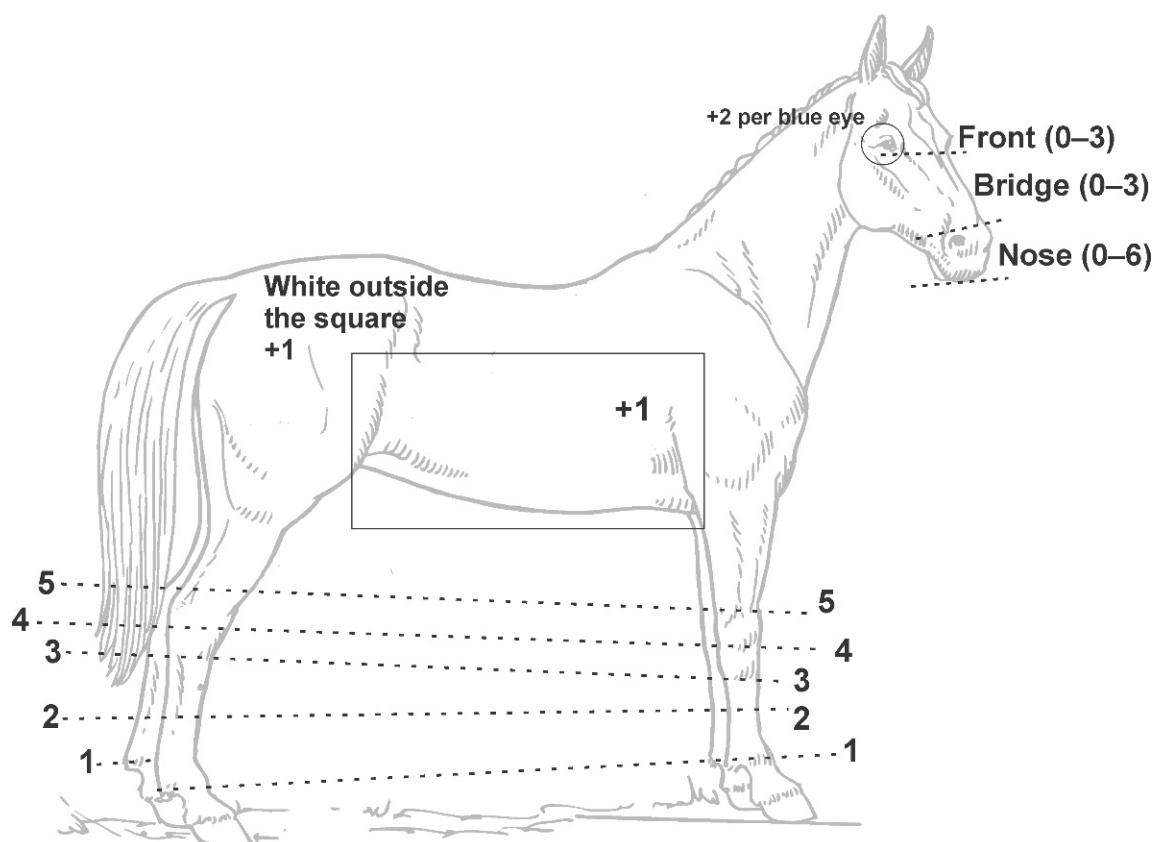 +2 per blue eye
Front (0–3)
Bridge (0–3)
Nose (0–6)
White outside
the square
+1
+1
5
5
4
4
3
3
2
2
1
1